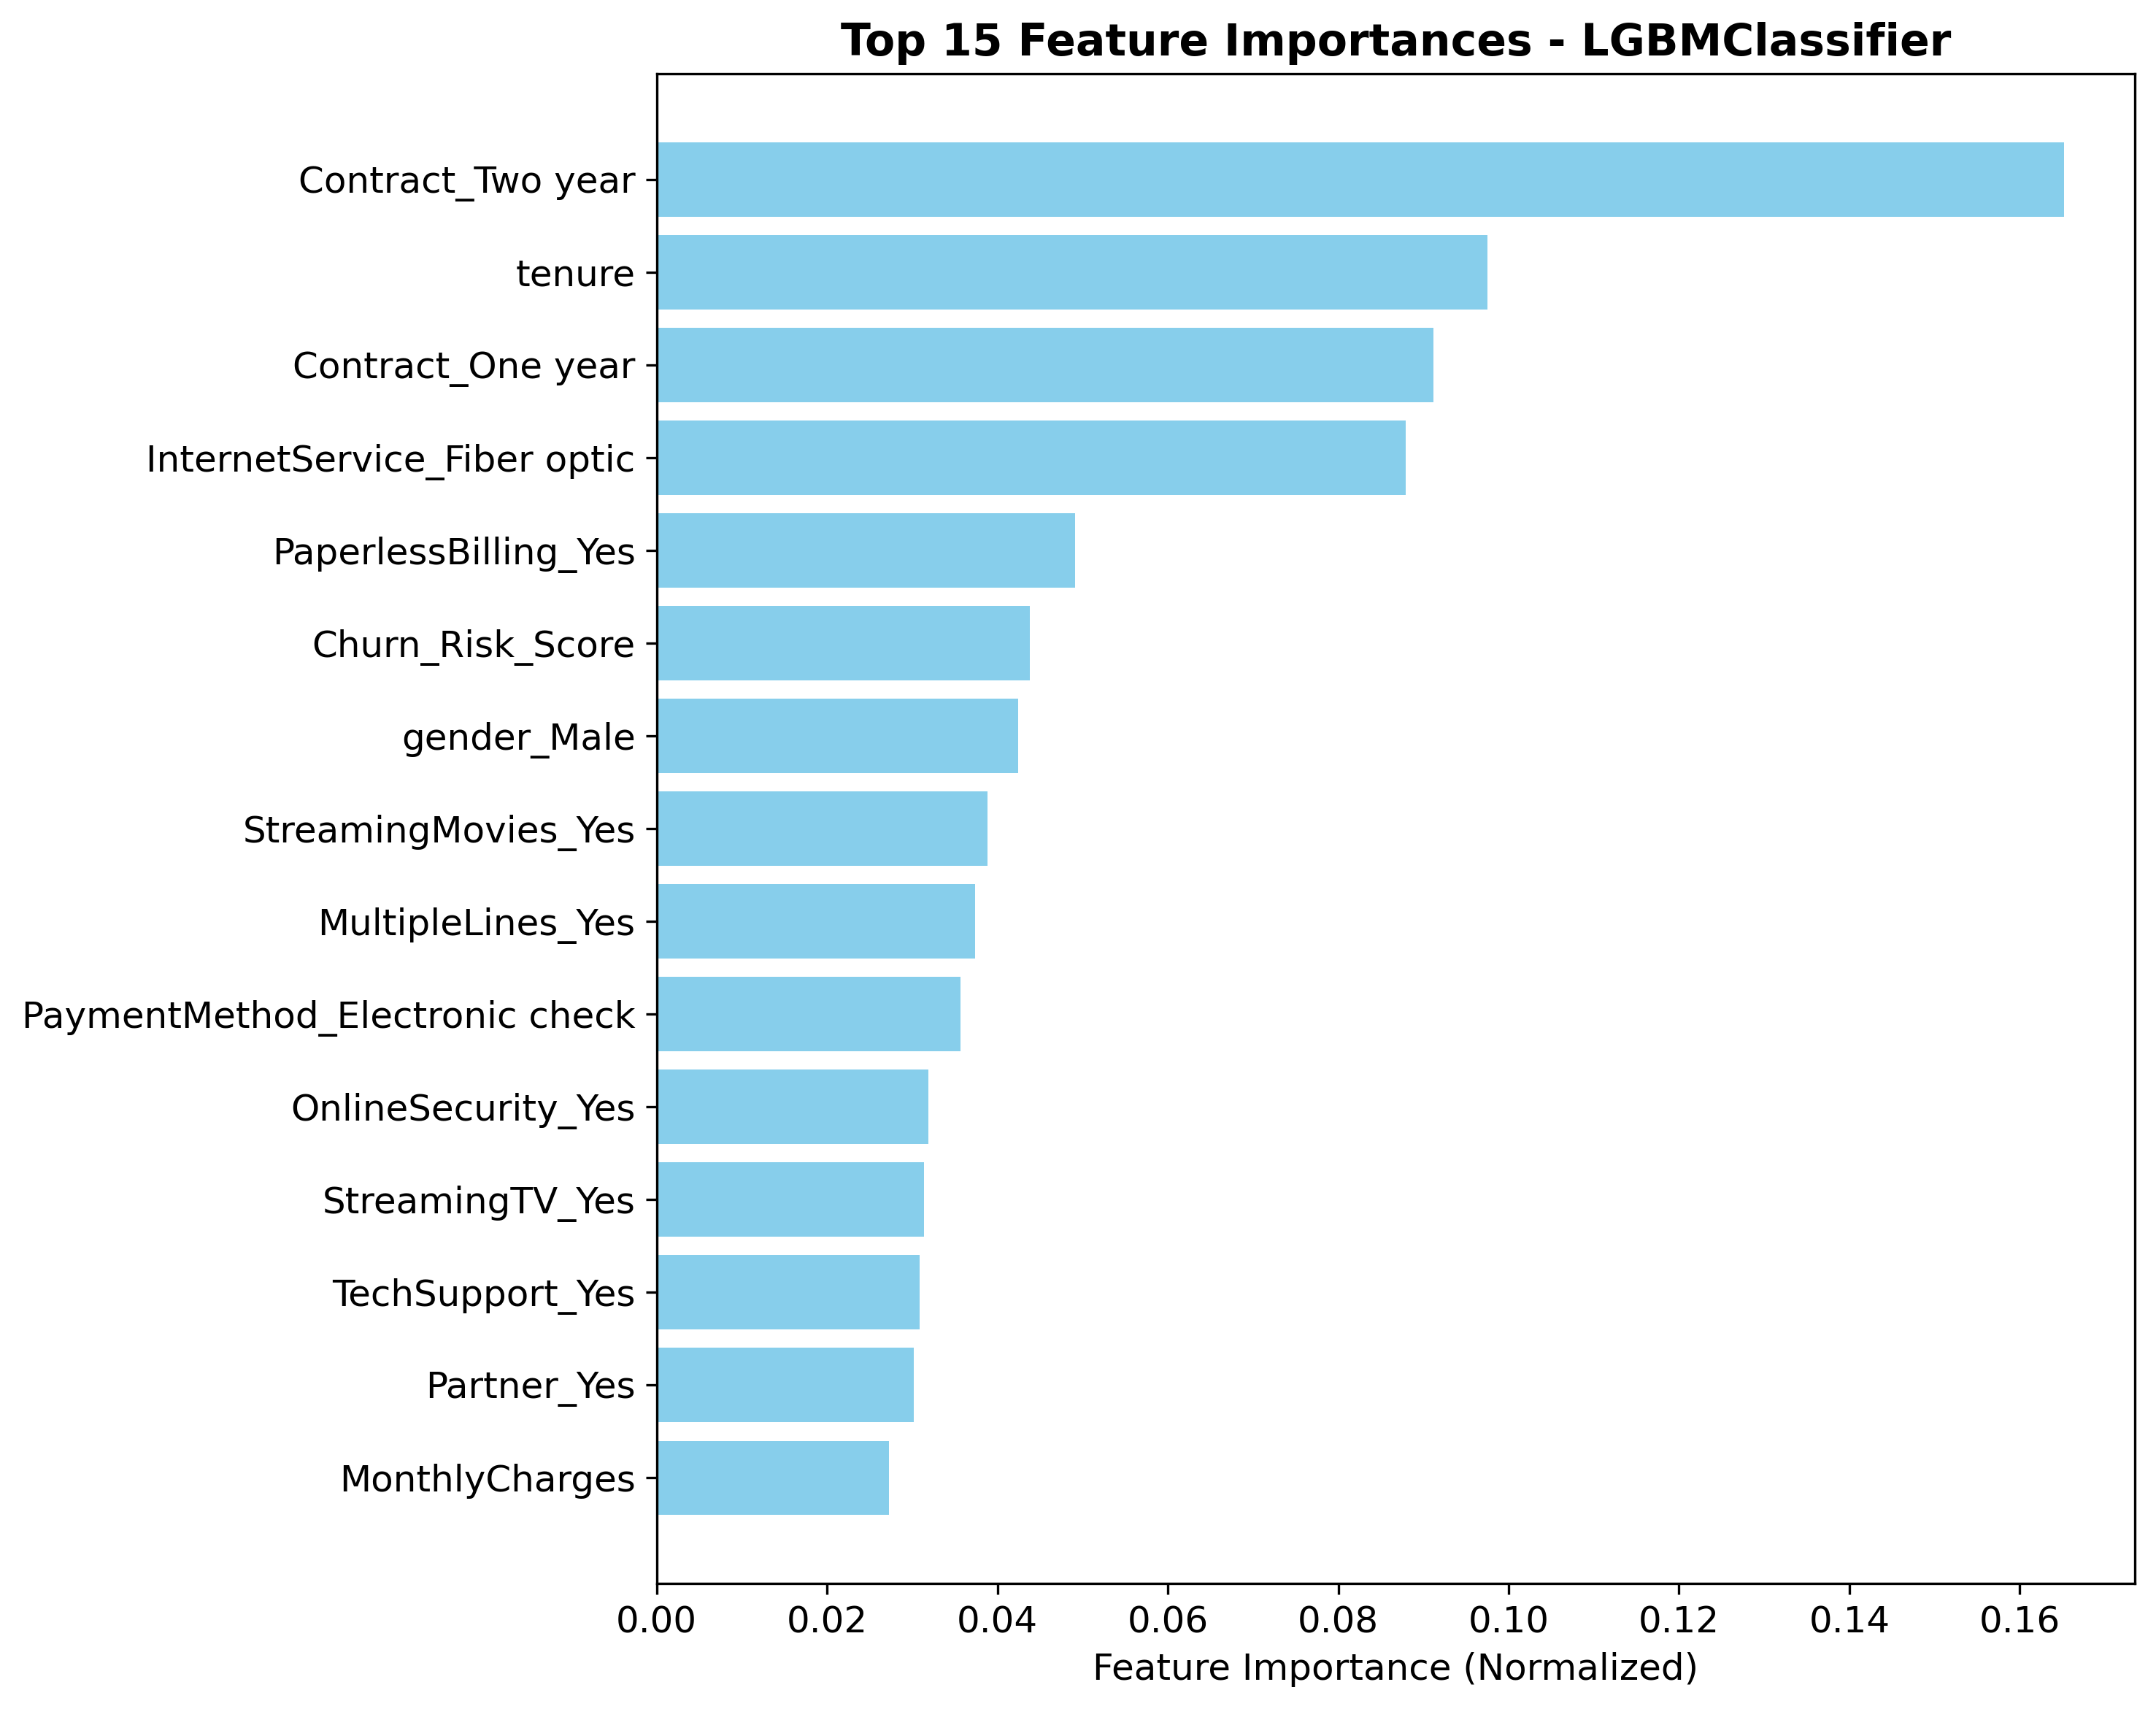 Top 15 Feature Importances - LGBMClassifier
Contract_Two year
tenure
Contract_One year
InternetService_Fiber optic
PaperlessBilling_Yes
Churn_Risk_Score
gender_Male
StreamingMovies_Yes
MultipleLines_Yes
PaymentMethod_Electronic check
OnlineSecurity_Yes
StreamingTV_Yes
TechSupport_Yes
Partner_Yes
MonthlyCharges
0.00 0.02 0.04 0.06 0.08 0.10 0.12 0.14 0.16
Feature Importance (Normalized)